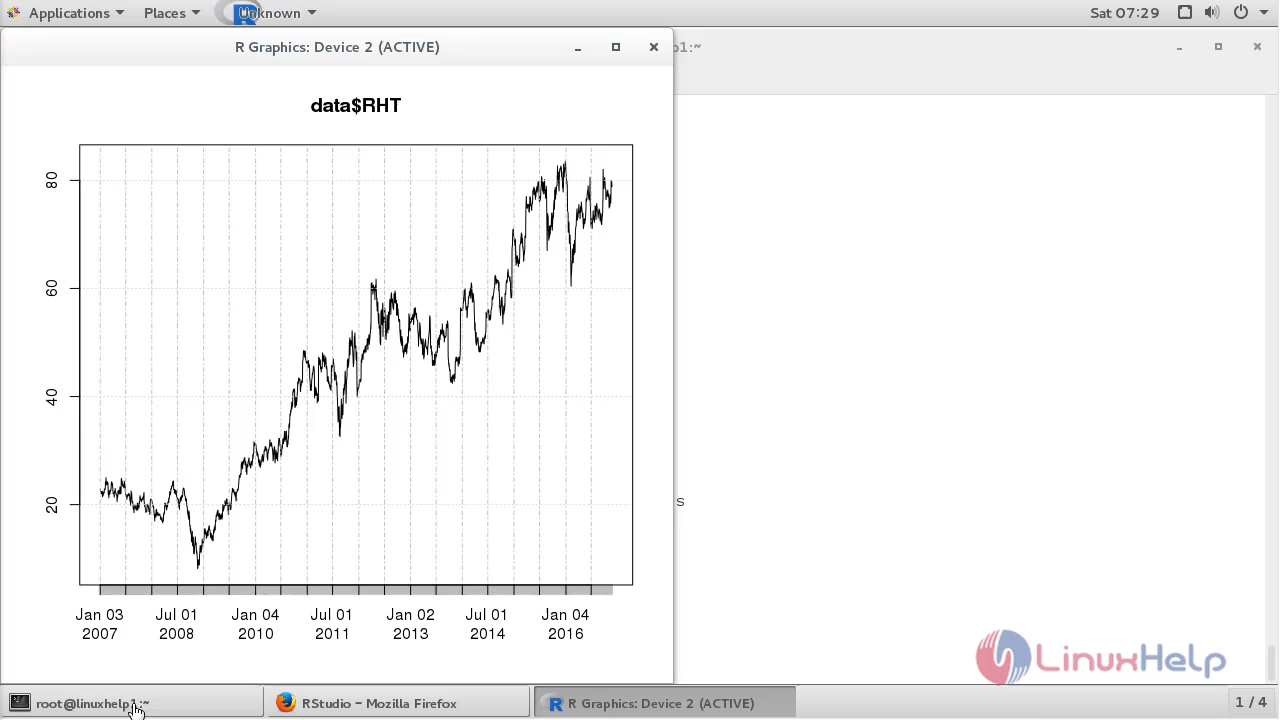 Applications Places Unknown Sat 07:29
R Graphics: Device 2 (ACTIVE)
p1:~
data$RHT
80
60
40
20
s
Jan 03 Jul 01 Jan 04 Jul 01 Jan 02 Jul 01 Jan 04
2007 2008 2010 2011 2013 2014 2016
LinuxHelp
root@linuxhelp1:~ RStudio - Mozilla Firefox R Graphics: Device 2 (ACTIVE) 1 / 4